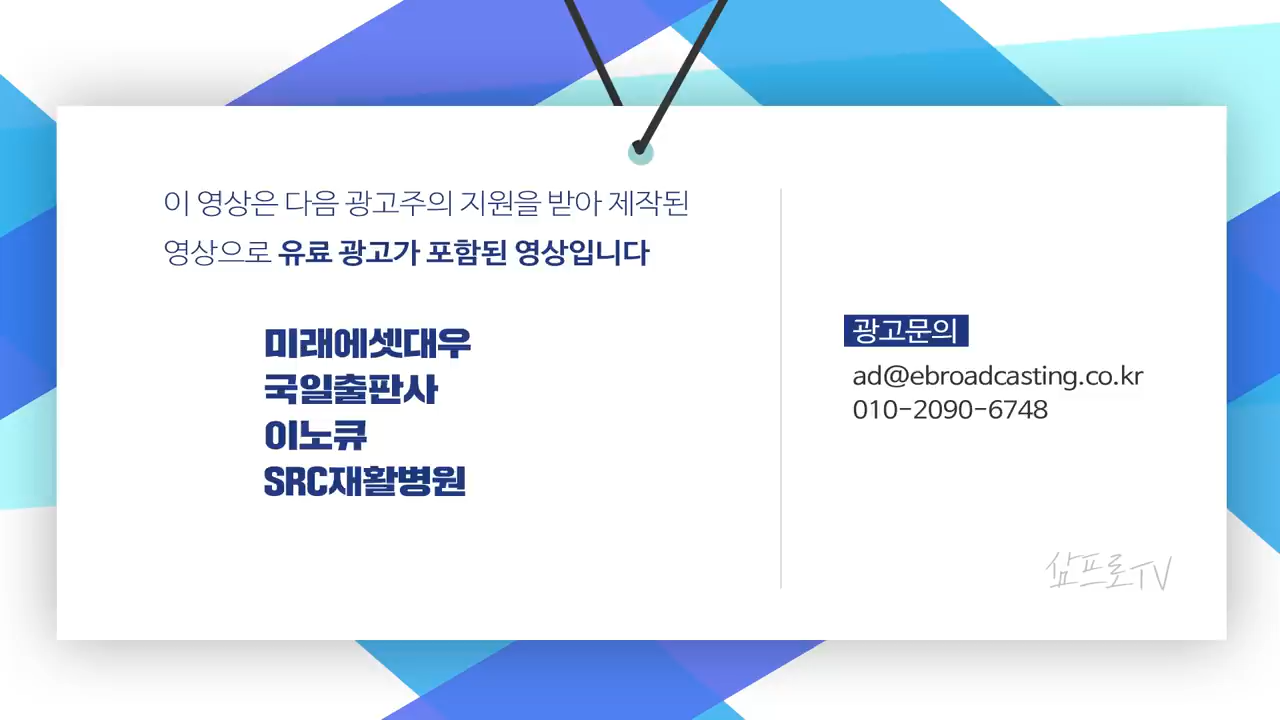 이 영상은 다음 광고주의 지원을 받아 제작된
영상으로 유료 광고가 포함된 영상입니다
미래에셋대우
국일출판사
이노큐
SRC재활병원
광고문의
ad@ebroadcasting.co.kr
010-2090-6748
삼프로TV